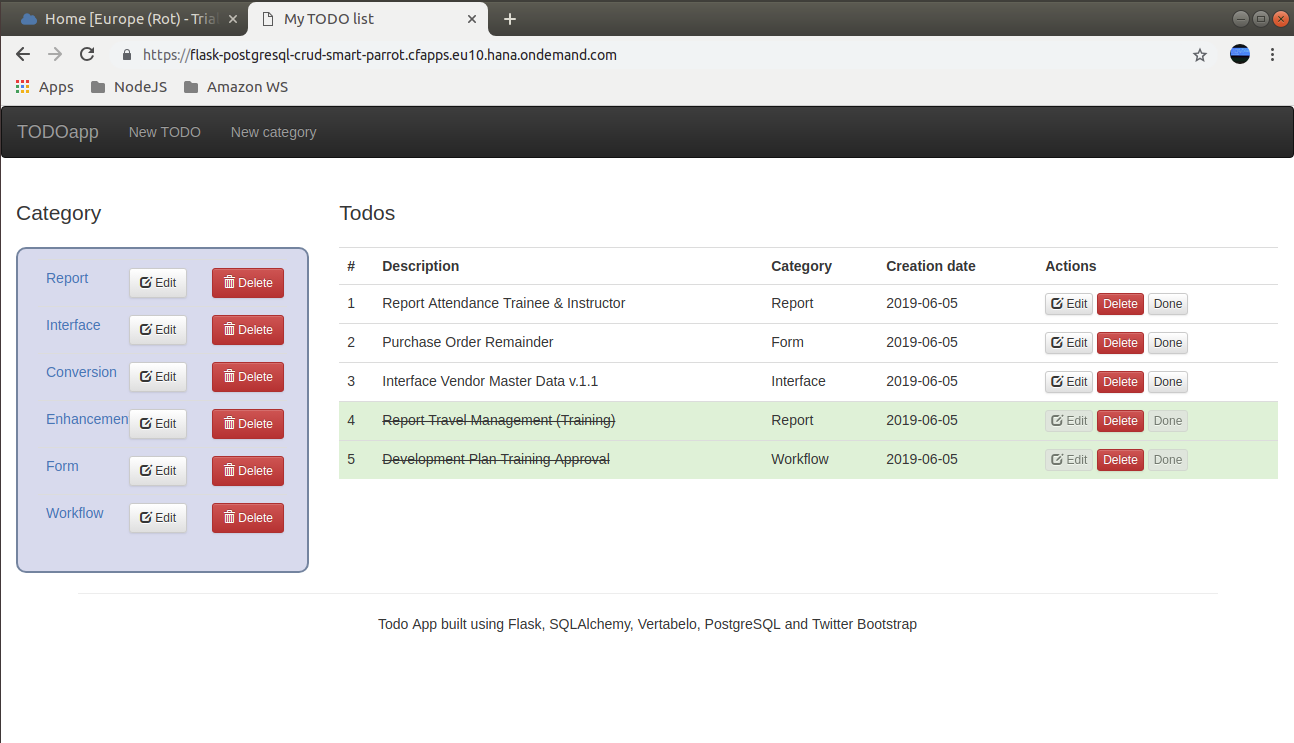 Home [Europe (Rot) - Trial
My TODO list
https://flask-postgresql-crud-smart-parrot.cfapps.eu10.hana.ondemand.com
Apps NodeJS Amazon WS
TODOapp New TODO New category
Category
Report Edit Delete
Interface Edit Delete
Conversion Edit Delete
Enhancemen Edit Delete
Form Edit Delete
Workflow Edit Delete
Todos
# Description Category Creation date Actions
1 Report Attendance Trainee & Instructor Report 2019-06-05 Edit Delete Done
2 Purchase Order Remainder Form 2019-06-05 Edit Delete Done
3 Interface Vendor Master Data v.1.1 Interface 2019-06-05 Edit Delete Done
4 Report Travel Management (Training) Report 2019-06-05 Edit Delete Done
5 Development Plan Training Approval Workflow 2019-06-05 Edit Delete Done
Todo App built using Flask, SQLAlchemy, Vertabelo, PostgreSQL and Twitter Bootstrap